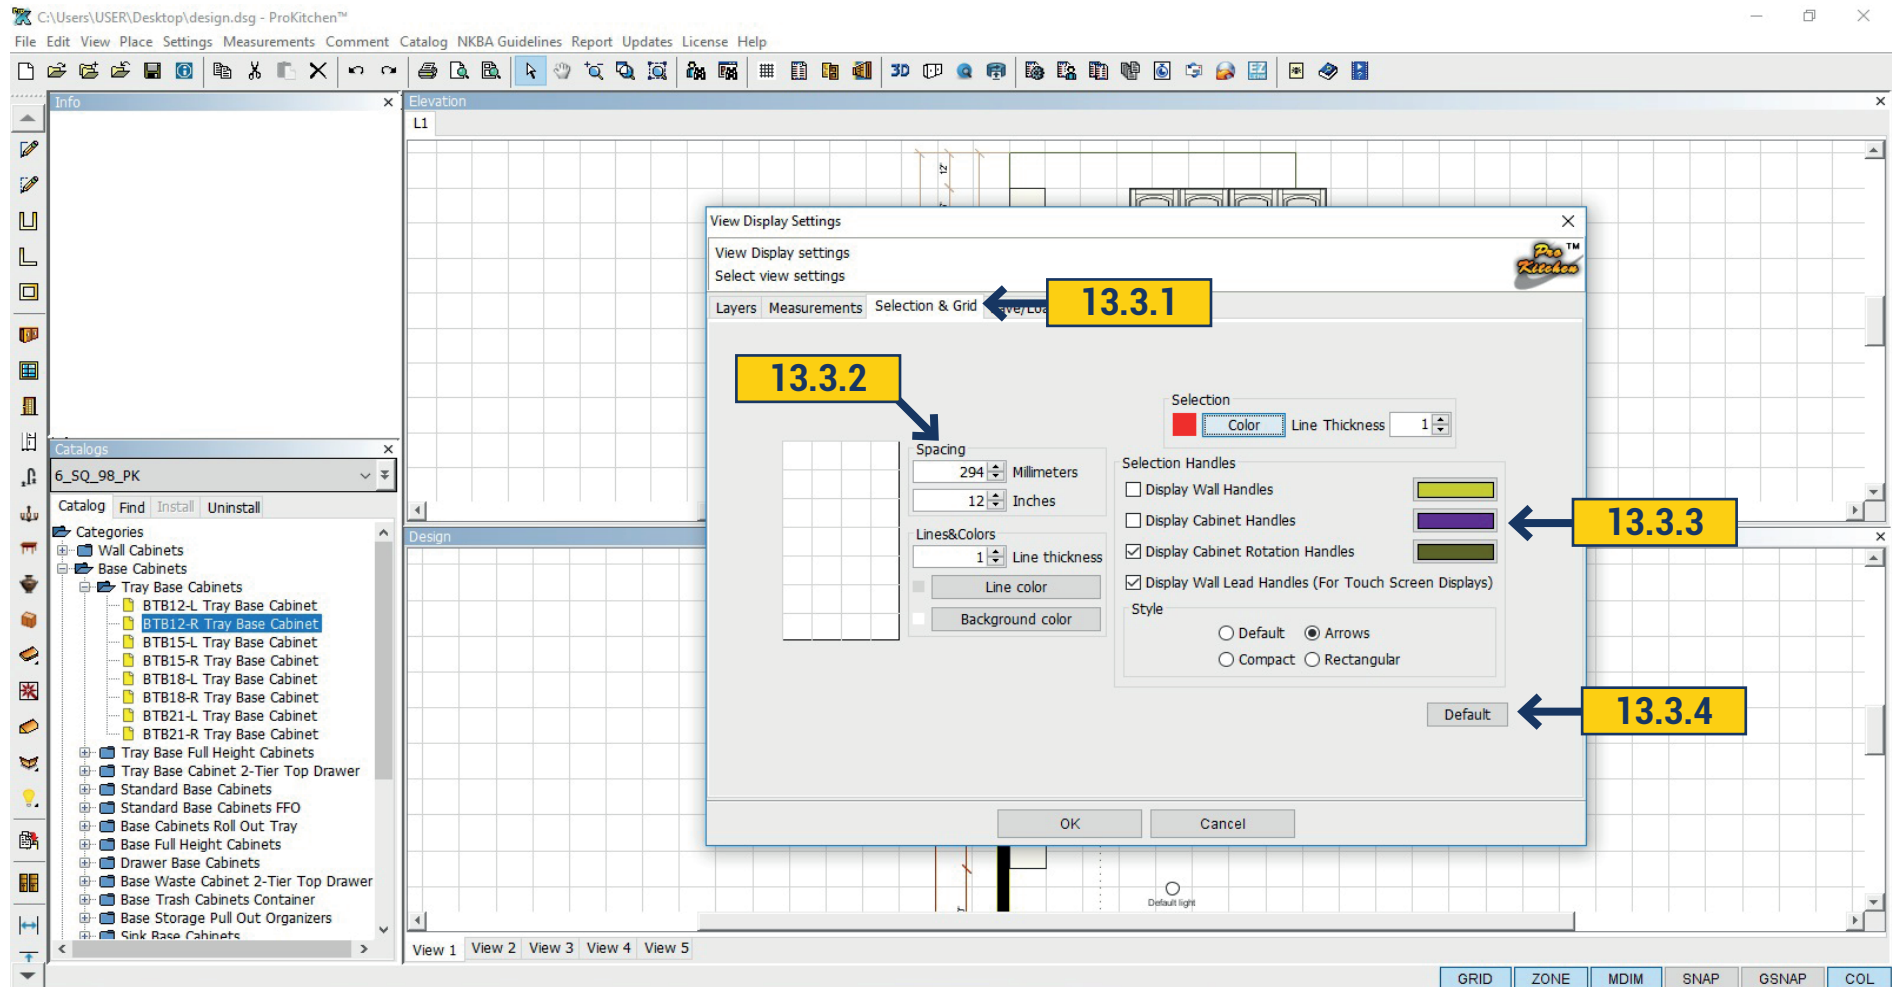 C:\Users\USER\Desktop\design.dsg - ProKitchen™
File Edit View Place Settings Measurements Comment Catalog NKBA Guidelines Report Updates License Help
3D
Info
Elevation
L1
12"
View Display Settings
View Display settings
Select view settings
Pro Kitchen TM
Layers Measurements Selection & Grid
13.3.1
13.3.2
Selection
Color Line Thickness 1
Spacing
294 Millimeters
12 Inches
Lines&Colors
1 Line thickness
Line color
Background color
Selection Handles
Display Wall Handles
Display Cabinet Handles
Display Cabinet Rotation Handles
Display Wall Lead Handles (For Touch Screen Displays)
13.3.3
Style
Default Arrows
Compact Rectangular
Default
13.3.4
OK Cancel
Catalogs
6_SQ_98_PK
Catalog Find Install Uninstall
Categories
Wall Cabinets
Base Cabinets
Tray Base Cabinets
BTB12-L Tray Base Cabinet
BTB12-R Tray Base Cabinet
BTB15-L Tray Base Cabinet
BTB15-R Tray Base Cabinet
BTB18-L Tray Base Cabinet
BTB18-R Tray Base Cabinet
BTB21-L Tray Base Cabinet
BTB21-R Tray Base Cabinet
Tray Base Full Height Cabinets
Tray Base Cabinet 2-Tier Top Drawer
Standard Base Cabinets
Standard Base Cabinets FFO
Base Cabinets Roll Out Tray
Base Full Height Cabinets
Drawer Base Cabinets
Base Waste Cabinet 2-Tier Top Drawer
Base Trash Cabinets Container
Base Storage Pull Out Organizers
Sink Base Cabinets
Design
Default light
View 1 View 2 View 3 View 4 View 5
GRID ZONE MDIM SNAP GSNAP COL